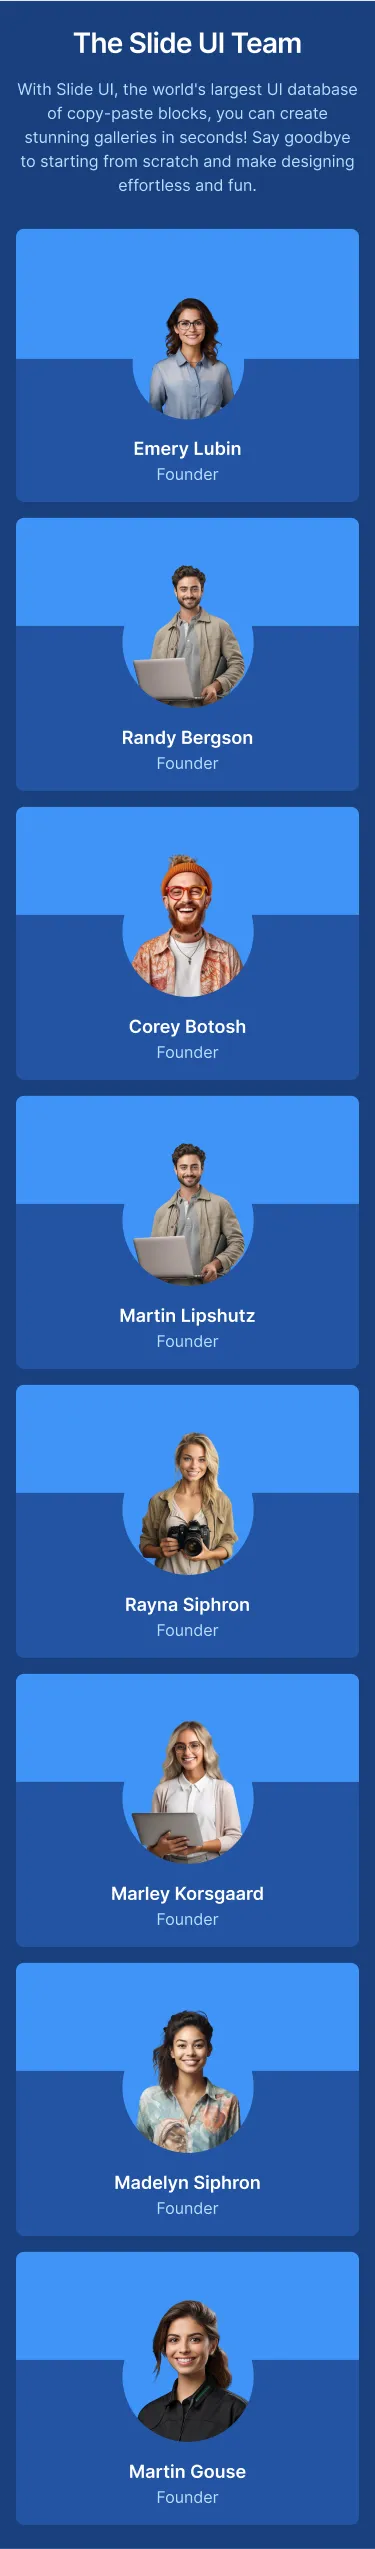 The Slide UI Team
With Slide UI, the world's largest UI database
of copy-paste blocks, you can create
stunning galleries in seconds! Say goodbye
to starting from scratch and make designing
effortless and fun.
Emery Lubin
Founder
Randy Bergson
Founder
Corey Botosh
Founder
Martin Lipshutz
Founder
Rayna Siphron
Founder
Marley Korsgaard
Founder
Madelyn Siphron
Founder
Martin Gouse
Founder